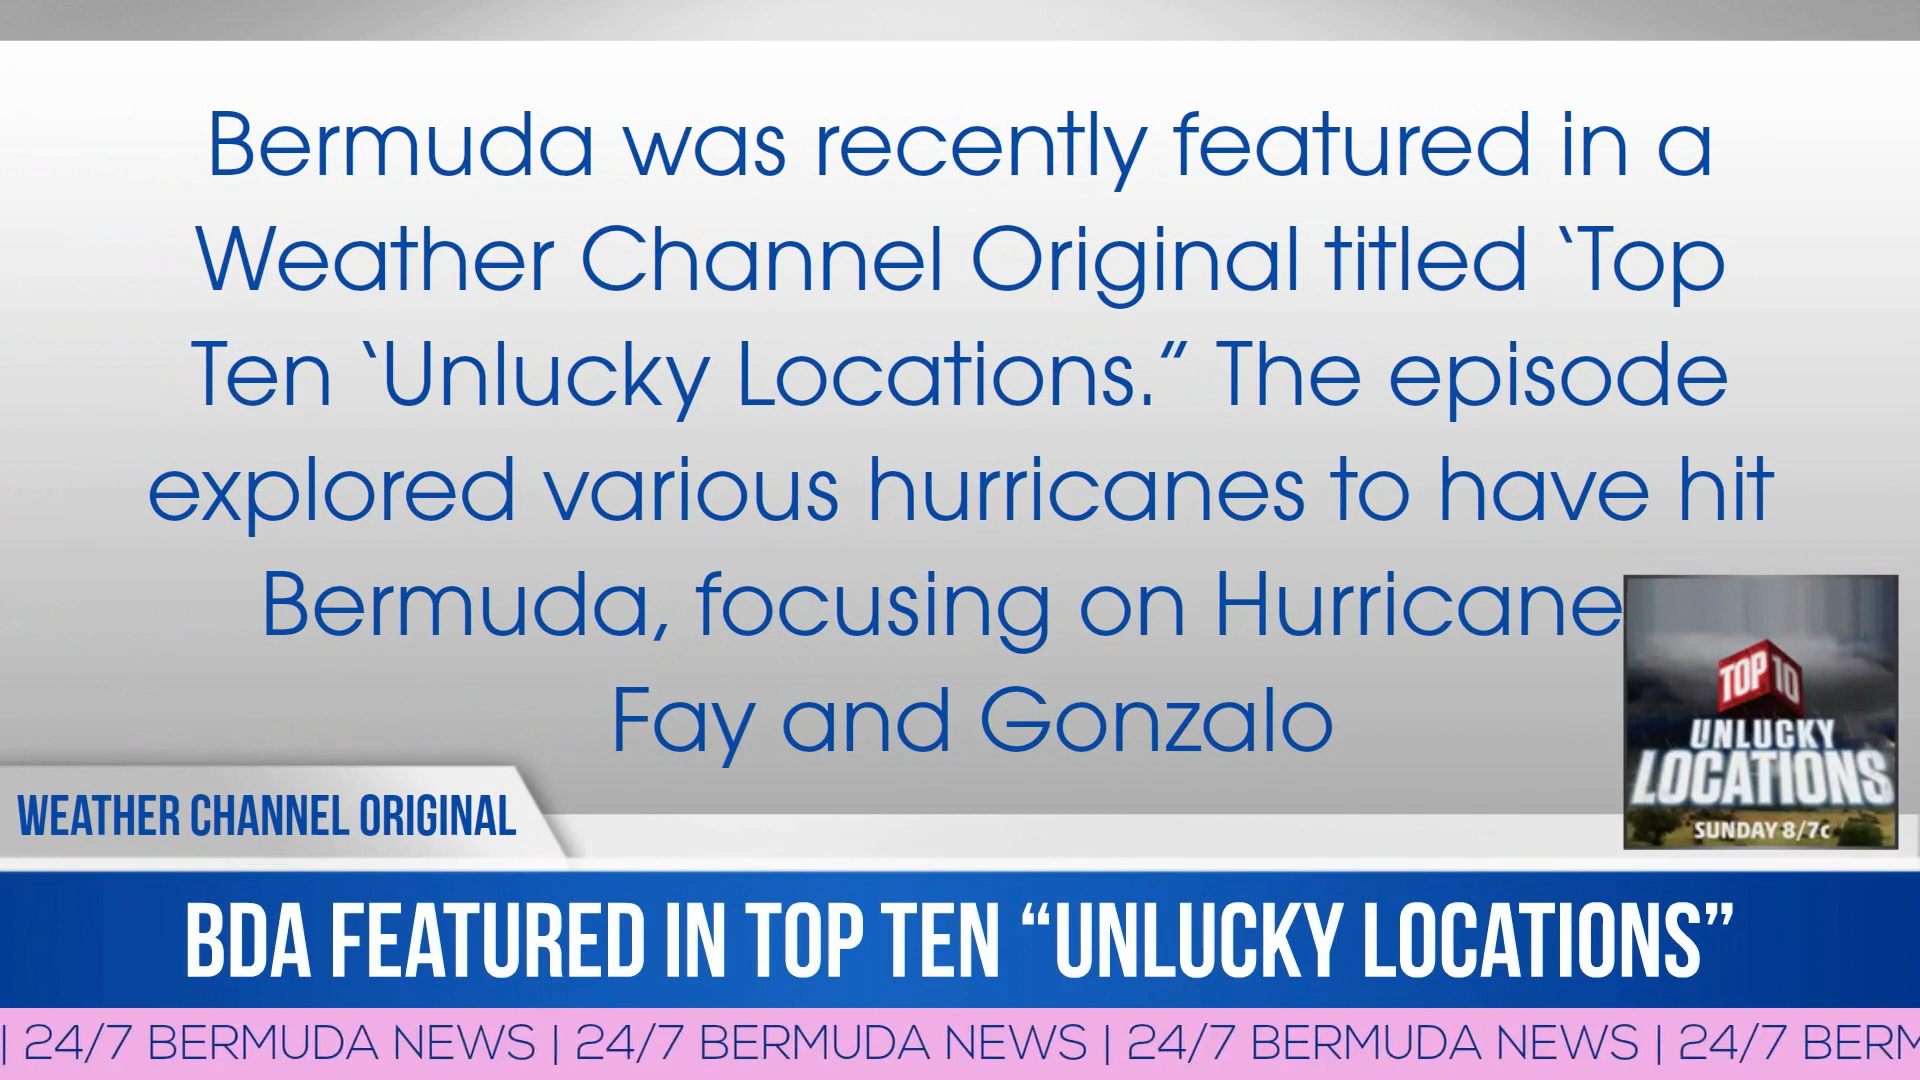 Bermuda was recently featured in a
Weather Channel Original titled ‘Top
Ten ‘Unlucky Locations.” The episode
explored various hurricanes to have hit
Bermuda, focusing on Hurricane
Fay and Gonzalo
TOP 10
UNLUCKY
LOCATIONS
SUNDAY 8/7c
WEATHER CHANNEL ORIGINAL
BDA FEATURED IN TOP TEN “UNLUCKY LOCATIONS”
| 24/7 BERMUDA NEWS | 24/7 BERMUDA NEWS | 24/7 BERMUDA NEWS | 24/7 BERM